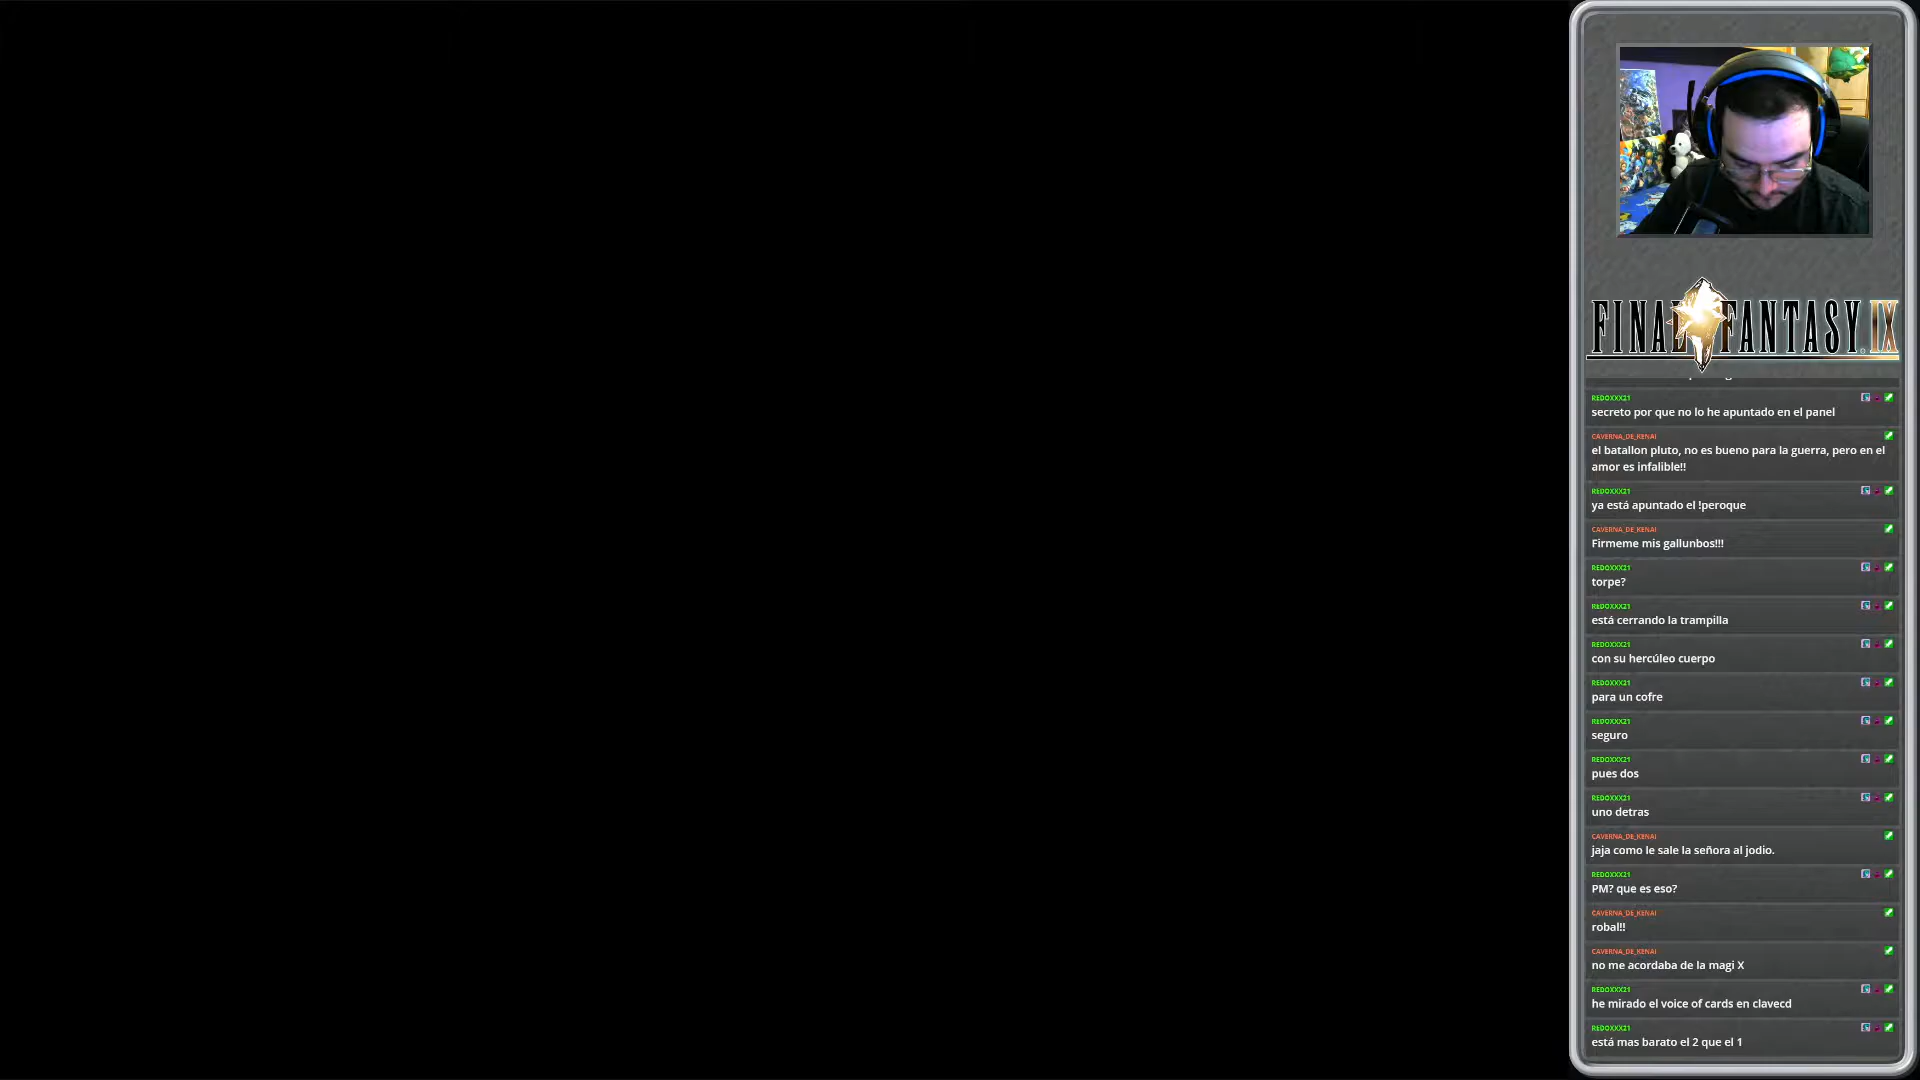 FINAL FANTASY IX
REDOXXX21
secreto por que no lo he apuntado en el panel
CAVERNA_DE_KENAI
el batallon pluto, no es bueno para la guerra, pero en el
amor es infalible!!
REDOXXX21
ya está apuntado el !peroque
CAVERNA_DE_KENAI
Firmeme mis gallunbos!!!
REDOXXX21
torpe?
REDOXXX21
está cerrando la trampilla
REDOXXX21
con su hercúleo cuerpo
REDOXXX21
para un cofre
REDOXXX21
seguro
REDOXXX21
pues dos
REDOXXX21
uno detras
CAVERNA_DE_KENAI
jaja como le sale la señora al jodio.
REDOXXX21
PM? que es eso?
CAVERNA_DE_KENAI
robal!!
CAVERNA_DE_KENAI
no me acordaba de la magi X
REDOXXX21
he mirado el voice of cards en clavecd
REDOXXX21
está mas barato el 2 que el 1